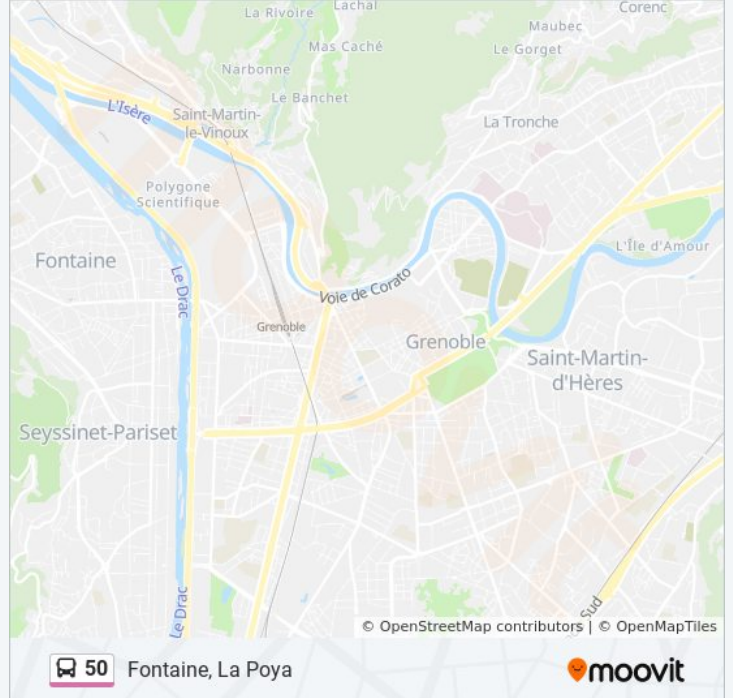 La Rivoire
Lachal
Corenc
Maubec
Mas Caché
Le Gorget
Narbonne
Le Banchet
L'Isère
Saint-Martin-
le-Vinoux
La Tronche
Polygone
Scientifique
L'Île d'Amour
Fontaine
Le Drac
Voie de Corato
Grenoble
Grenoble
Saint-Martin-
d'Hères
Seyssinet-Pariset
Le Drac
Sud
© OpenStreetMap contributors | © OpenMapTiles
50 Fontaine, La Poya
moovit